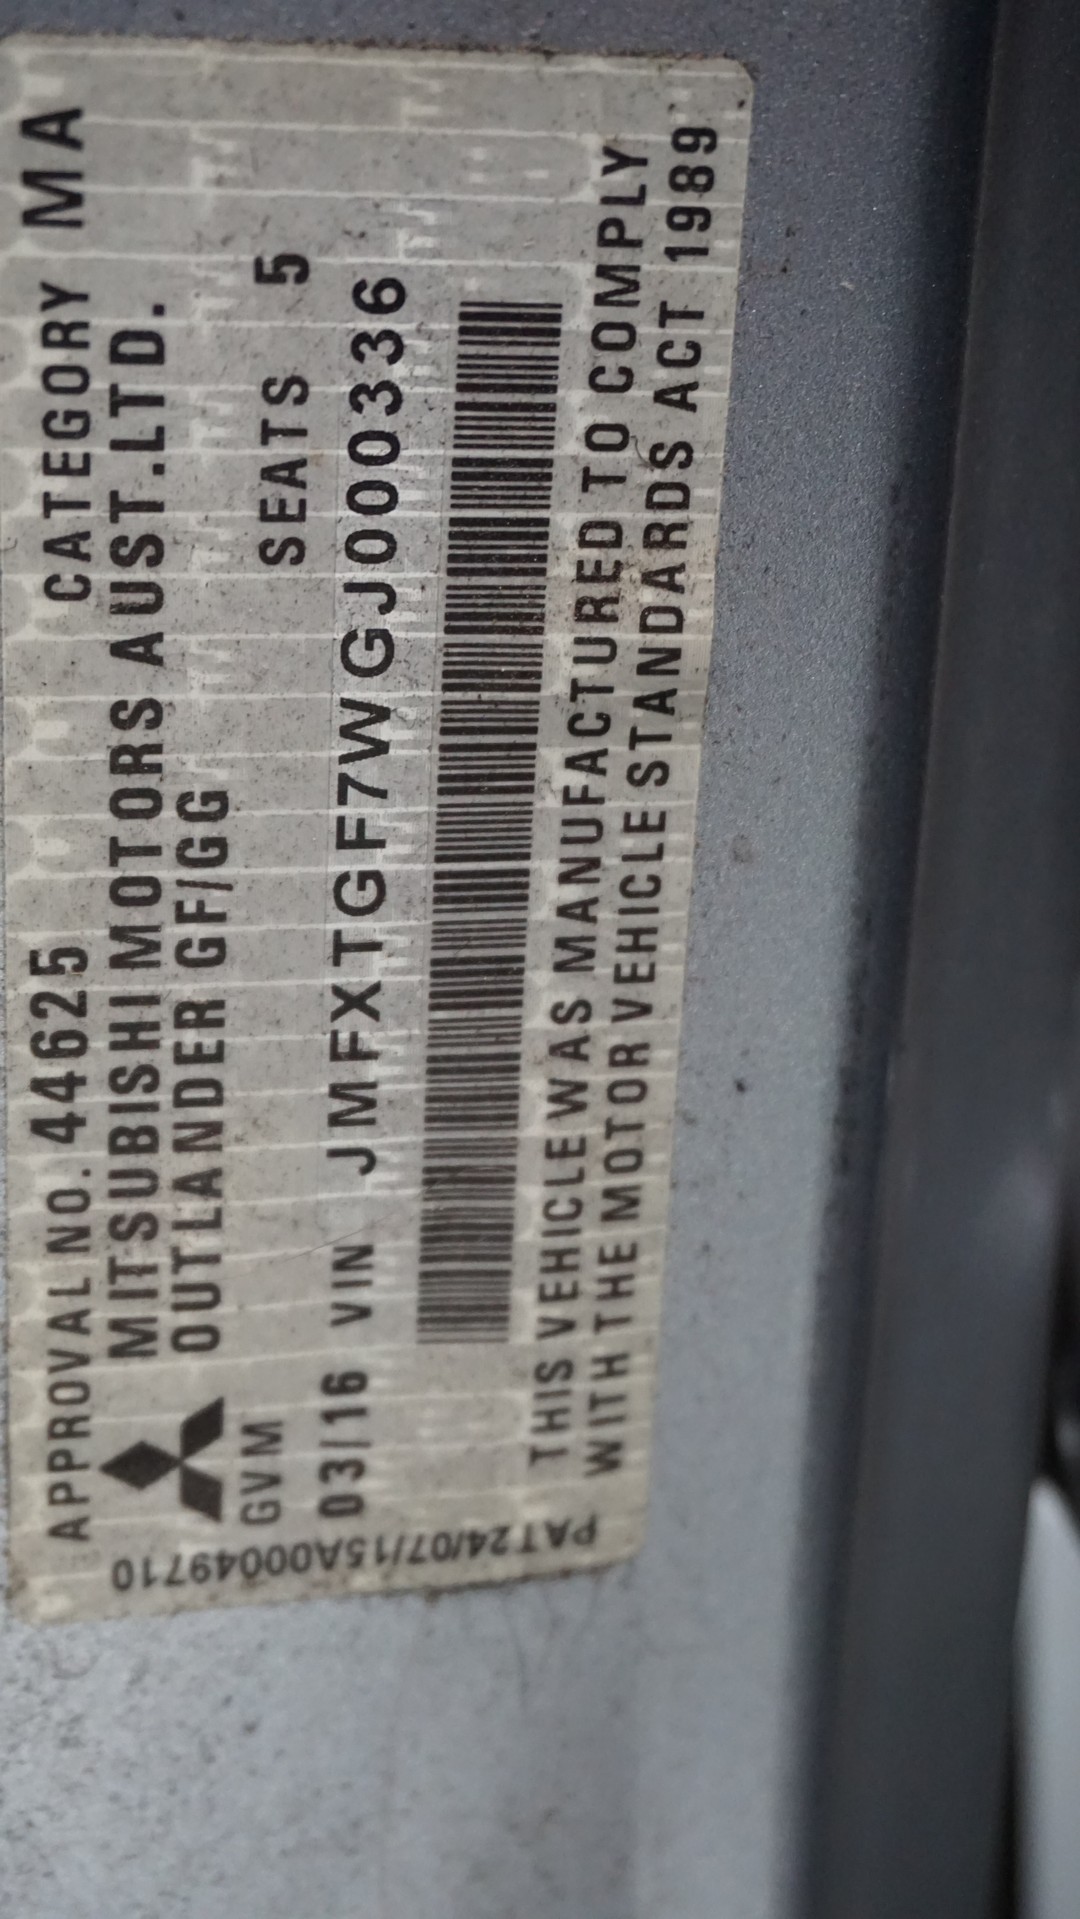 APPROVAL NO. 44625 CATEGORY MA
MITSUBISHI MOTORS AUST.LTD.
OUTLANDER GF/GG
GVM SEATS 5
03/16 VIN JMFXTGF7WGJ000336
THIS VEHICLE WAS MANUFACTURED TO COMPLY
WITH THE MOTOR VEHICLE STANDARDS ACT 1989
PAT24/07/15A00049710